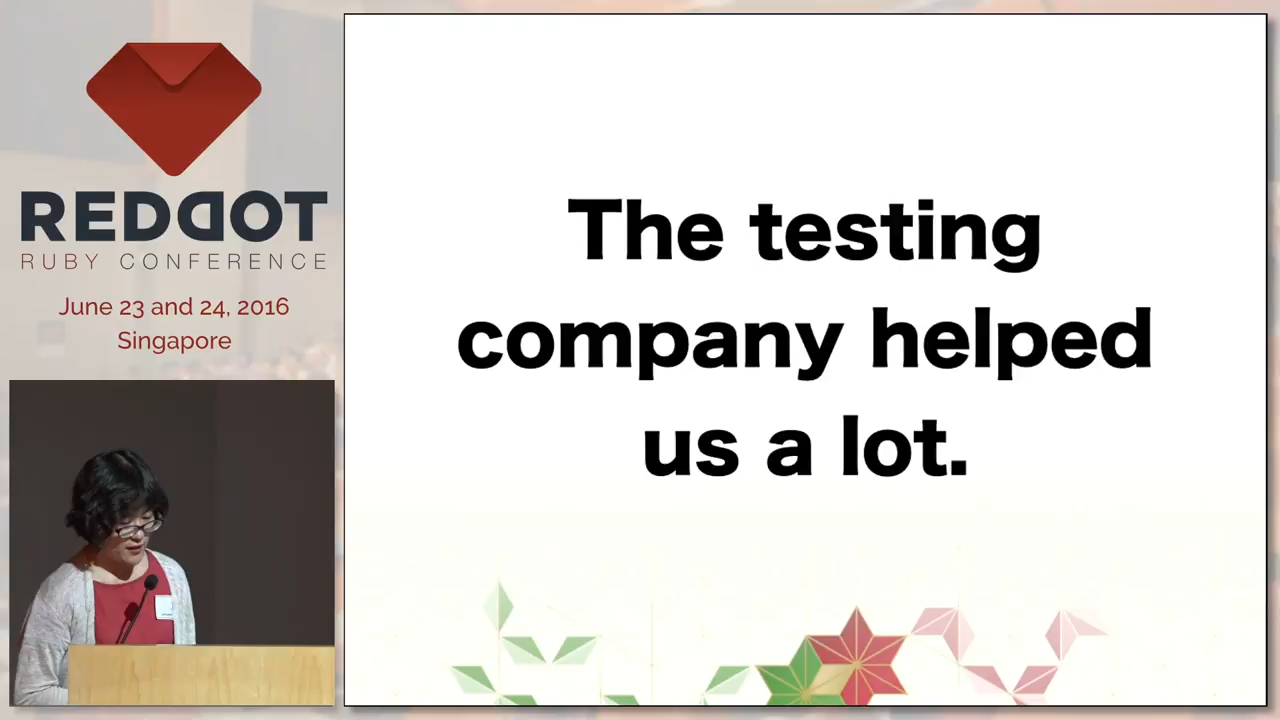 REDDOT
RUBY CONFERENCE
June 23 and 24, 2016
Singapore
The testing
company helped
us a lot.